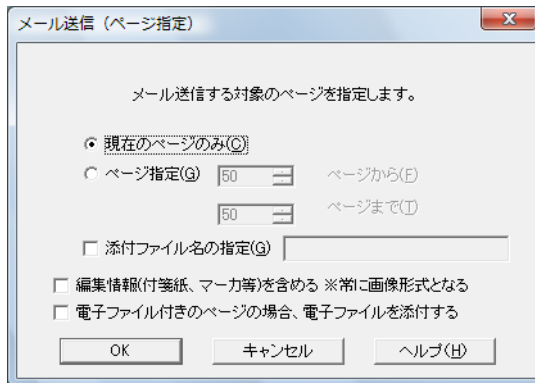 メール送信（ページ指定）
メール送信する対象のページを指定します。
現在のページのみ(C)
ページ指定(G) 50 ページから(F)
50 ページまで(T)
添付ファイル名の指定(G)
編集情報(付箋紙、マーカ等)を含める ※常に画像形式となる
電子ファイル付きのページの場合、電子ファイルを添付する
OK キャンセル ヘルプ(H)